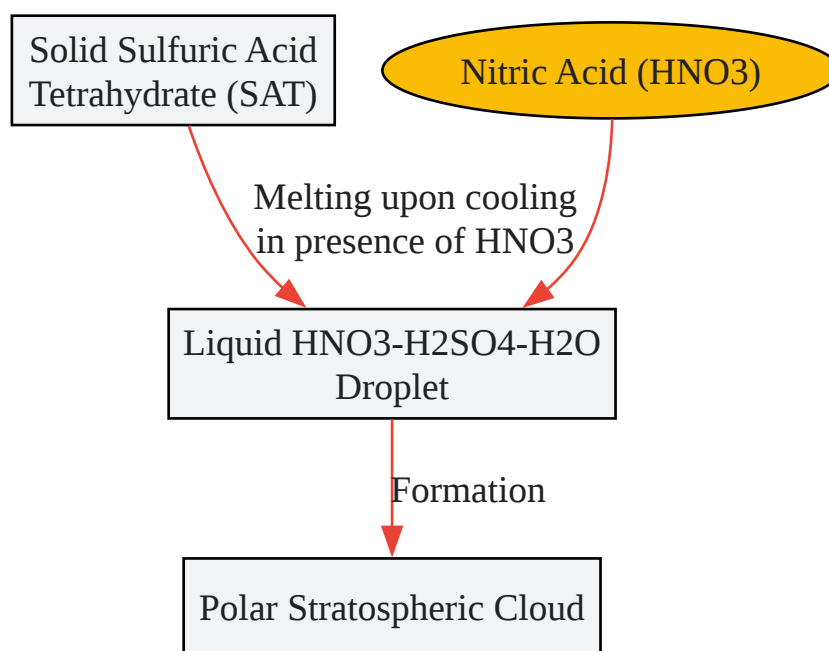 Solid Sulfuric Acid
Tetrahydrate (SAT)
Nitric Acid (HNO3)
Melting upon cooling
in presence of HNO3
Liquid HNO3-H2SO4-H2O
Droplet
Formation
Polar Stratospheric Cloud